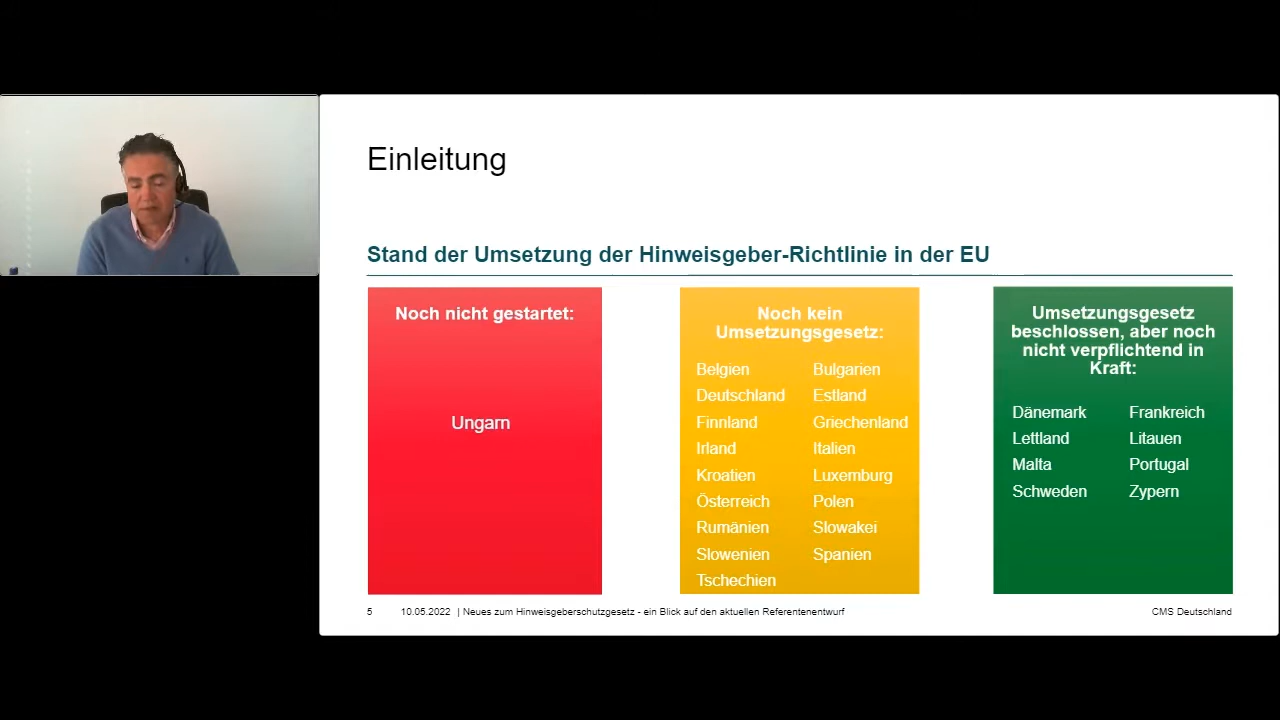 Einleitung
Stand der Umsetzung der Hinweisgeber-Richtlinie in der EU
Noch nicht gestartet:
Ungarn
Noch kein
Umsetzungsgesetz:
Belgien Bulgarien
Deutschland Estland
Finnland Griechenland
Irland Italien
Kroatien Luxemburg
Österreich Polen
Rumänien Slowakei
Slowenien Spanien
Tschechien
Umsetzungsgesetz
beschlossen, aber noch
nicht verpflichtend in
Kraft:
Dänemark Frankreich
Lettland Litauen
Malta Portugal
Schweden Zypern
5 10.05.2022 | Neues zum Hinweisgeberschutzgesetz - ein Blick auf den aktuellen Referentenentwurf CMS Deutschland